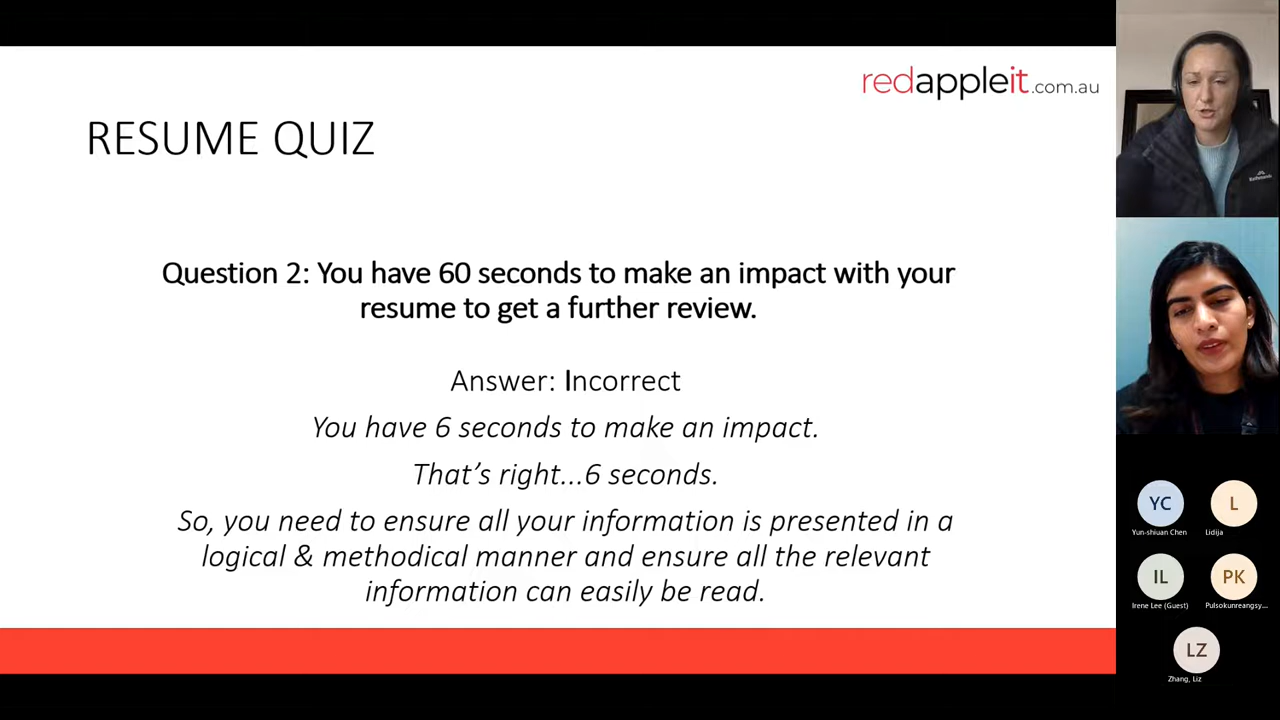 redappleit.com.au
RESUME QUIZ
Question 2: You have 60 seconds to make an impact with your
resume to get a further review.
Answer: Incorrect
You have 6 seconds to make an impact.
That’s right...6 seconds.
So, you need to ensure all your information is presented in a
logical & methodical manner and ensure all the relevant
information can easily be read.
YC
Yun-shiuan Chen
L
Lidija
IL
Irene Lee (Guest)
PK
Pulsokunreangsy...
LZ
Zhang, Liz